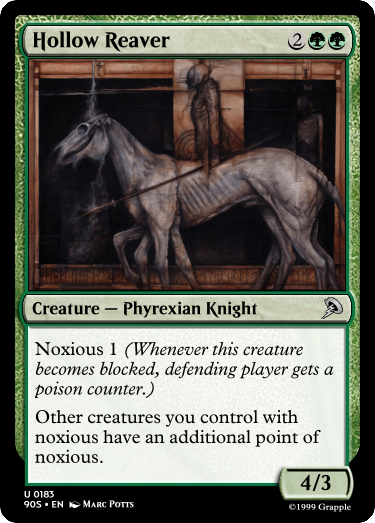 Hollow Reaver 2
Creature — Phyrexian Knight
Noxious 1 (Whenever this creature
becomes blocked, defending player gets a
poison counter.)
Other creatures you control with
noxious have an additional point of
noxious.
4/3
U 0183
90S • EN Marc Potts
©1999 Grapple